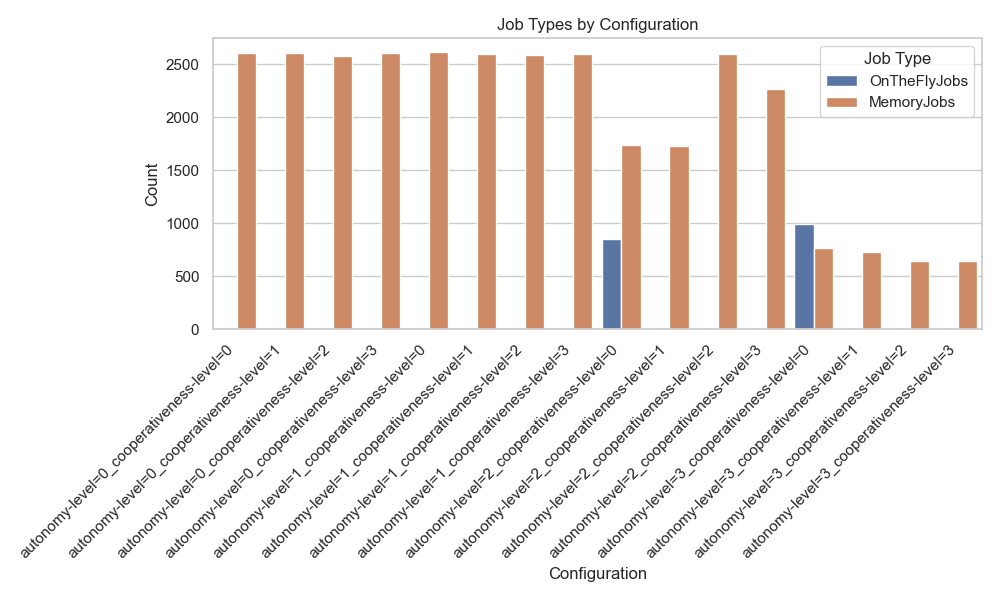 Job Types by Configuration
Job Type
OnTheFlyJobs
MemoryJobs
Count
2500
2000
1500
1000
500
0
autonomy-level=0_cooperativeness-level=0
autonomy-level=0_cooperativeness-level=1
autonomy-level=0_cooperativeness-level=2
autonomy-level=0_cooperativeness-level=3
autonomy-level=1_cooperativeness-level=0
autonomy-level=1_cooperativeness-level=1
autonomy-level=1_cooperativeness-level=2
autonomy-level=1_cooperativeness-level=3
autonomy-level=2_cooperativeness-level=0
autonomy-level=2_cooperativeness-level=1
autonomy-level=2_cooperativeness-level=2
autonomy-level=2_cooperativeness-level=3
autonomy-level=3_cooperativeness-level=0
autonomy-level=3_cooperativeness-level=1
autonomy-level=3_cooperativeness-level=2
autonomy-level=3_cooperativeness-level=3
Configuration